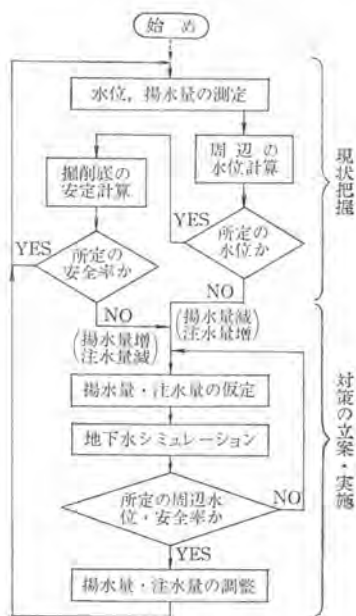 始め
水位，揚水量の測定
周辺の
水位計算
掘削底の
安定計算
YES
所定の
水位か
所定の
安全率か
NO
NO
(揚水量減
注水量増)
(揚水量増
注水量減)
揚水量・注水量の仮定
地下水シミュレーション
所定の周辺水
位・安全率か
NO
YES
揚水量・注水量の調整
現状把握
対策の立案・実施